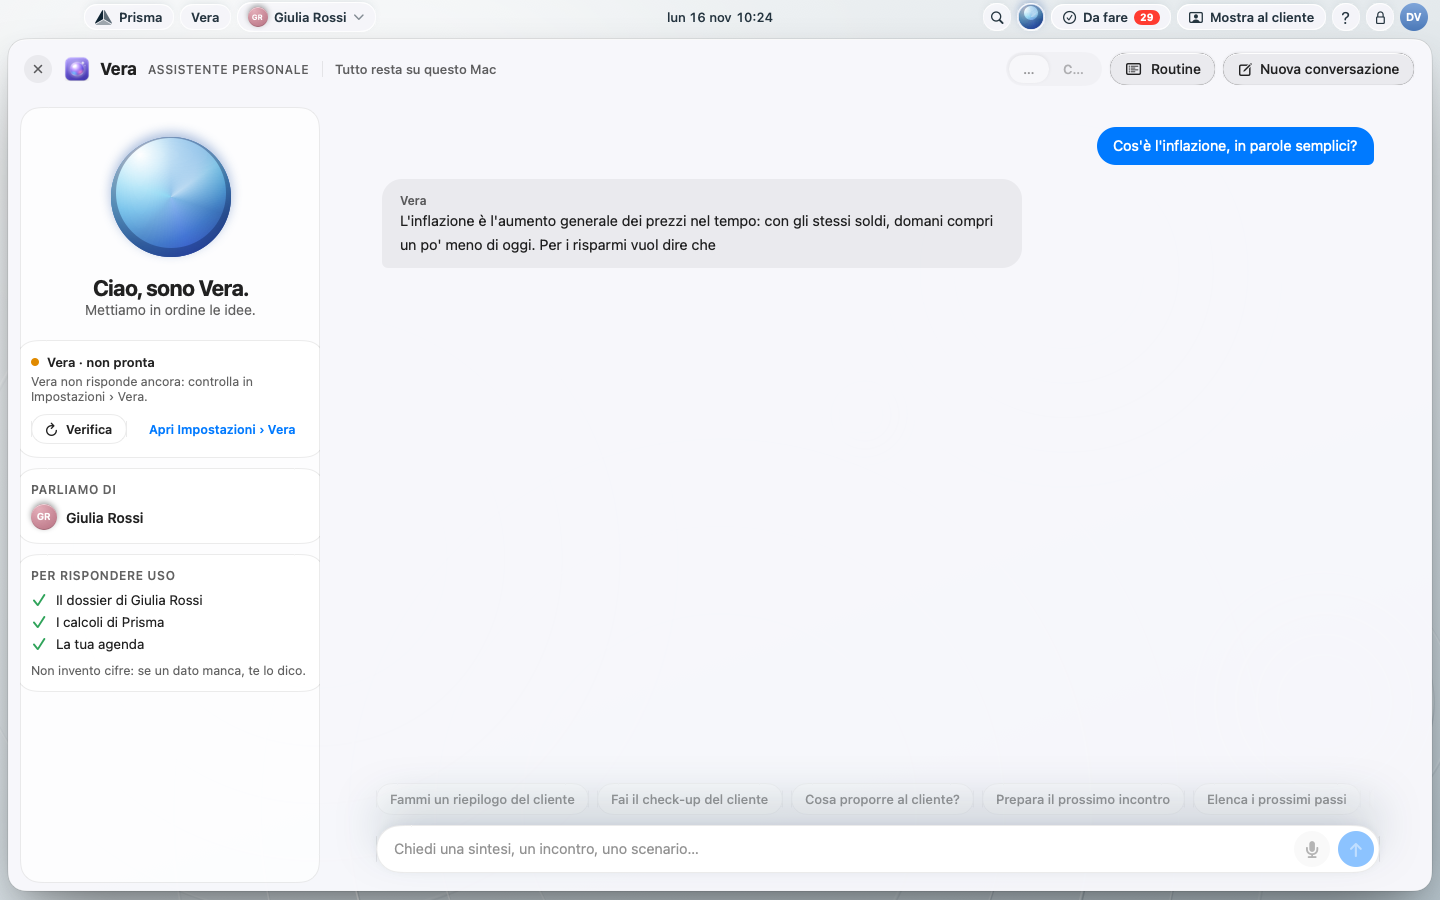 Prisma
Vera
GR
Giulia Rossi
lun 16 nov 10:24
Da fare 29
Mostra al cliente
?
DV
Vera
ASSISTENTE PERSONALE
Tutto resta su questo Mac
...
C...
Routine
Nuova conversazione
Ciao, sono Vera.
Mettiamo in ordine le idee.
Vera · non pronta
Vera non risponde ancora: controlla in
Impostazioni › Vera.
Verifica
Apri Impostazioni › Vera
PARLIAMO DI
GR
Giulia Rossi
PER RISPONDERE USO
Il dossier di Giulia Rossi
I calcoli di Prisma
La tua agenda
Non invento cifre: se un dato manca, te lo dico.
Cos'è l'inflazione, in parole semplici?
Vera
L'inflazione è l'aumento generale dei prezzi nel tempo: con gli stessi soldi, domani compri
un po' meno di oggi. Per i risparmi vuol dire che
Fammi un riepilogo del cliente
Fai il check-up del cliente
Cosa proporre al cliente?
Prepara il prossimo incontro
Elenca i prossimi passi
Chiedi una sintesi, un incontro, uno scenario...